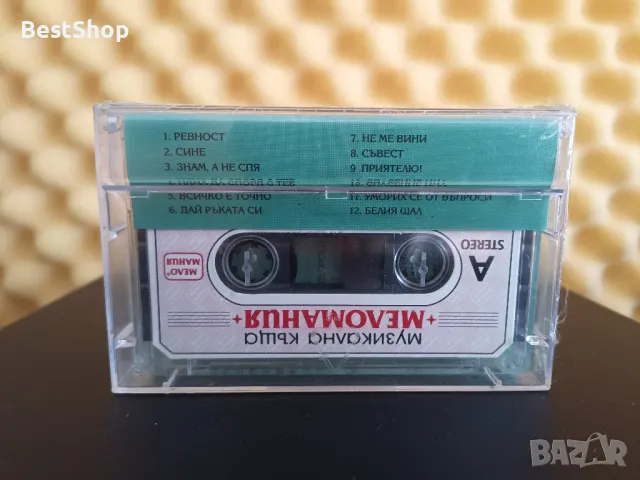 BestShop
1. РЕВНОСТ
2. СИНЕ
3. ЗНАМ, А НЕ СПЯ
5. ВСИЧКО Е ТОЧНО
6. ДАЙ РЪКАТА СИ
7. НЕ МЕ ВИНИ
8. СЪВЕСТ
9. ПРИЯТЕЛЮ!
11. УМОРИХ СЕ ОТ ВЪПРОСИ
12. БЕЛИЯ ШАЛ
A
STEREO
МЕЛО
МАНИЯ
МЕЛОМАНИЯ
МУЗИКАЛНА КЪЩА
BAZAR
bg